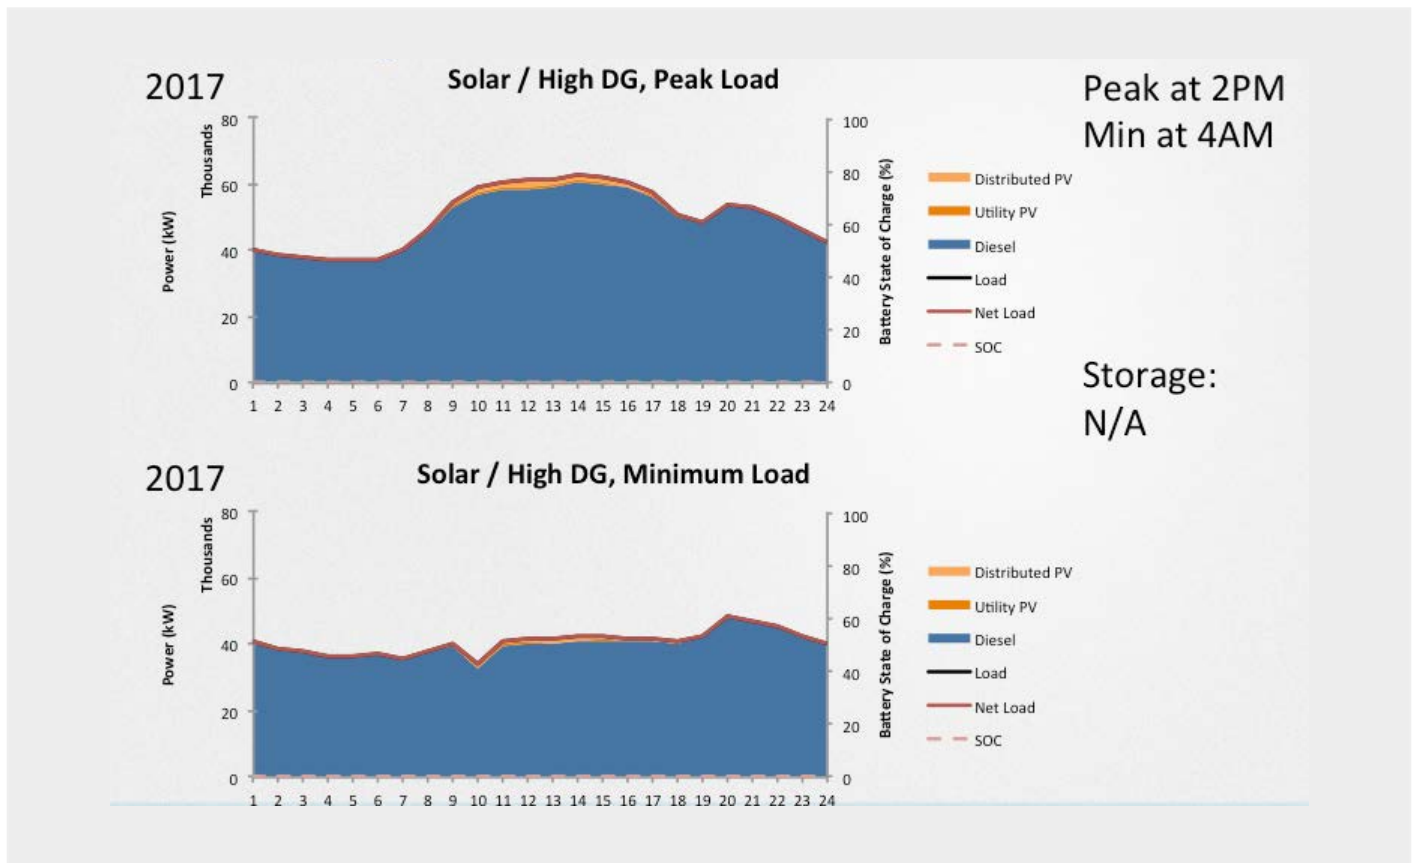 2017
Solar / High DG, Peak Load
Peak at 2PM
Min at 4AM
Thousands
Power (kW)
80
60
40
20
0
100
80
60
40
20
0
Battery State of Charge (%)
1 2 3 4 5 6 7 8 9 10 11 12 13 14 15 16 17 18 19 20 21 22 23 24
Distributed PV
Utility PV
Diesel
Load
Net Load
SOC
Storage:
N/A
2017
Solar / High DG, Minimum Load
Thousands
Power (kW)
80
60
40
20
0
100
80
60
40
20
0
Battery State of Charge (%)
1 2 3 4 5 6 7 8 9 10 11 12 13 14 15 16 17 18 19 20 21 22 23 24
Distributed PV
Utility PV
Diesel
Load
Net Load
SOC